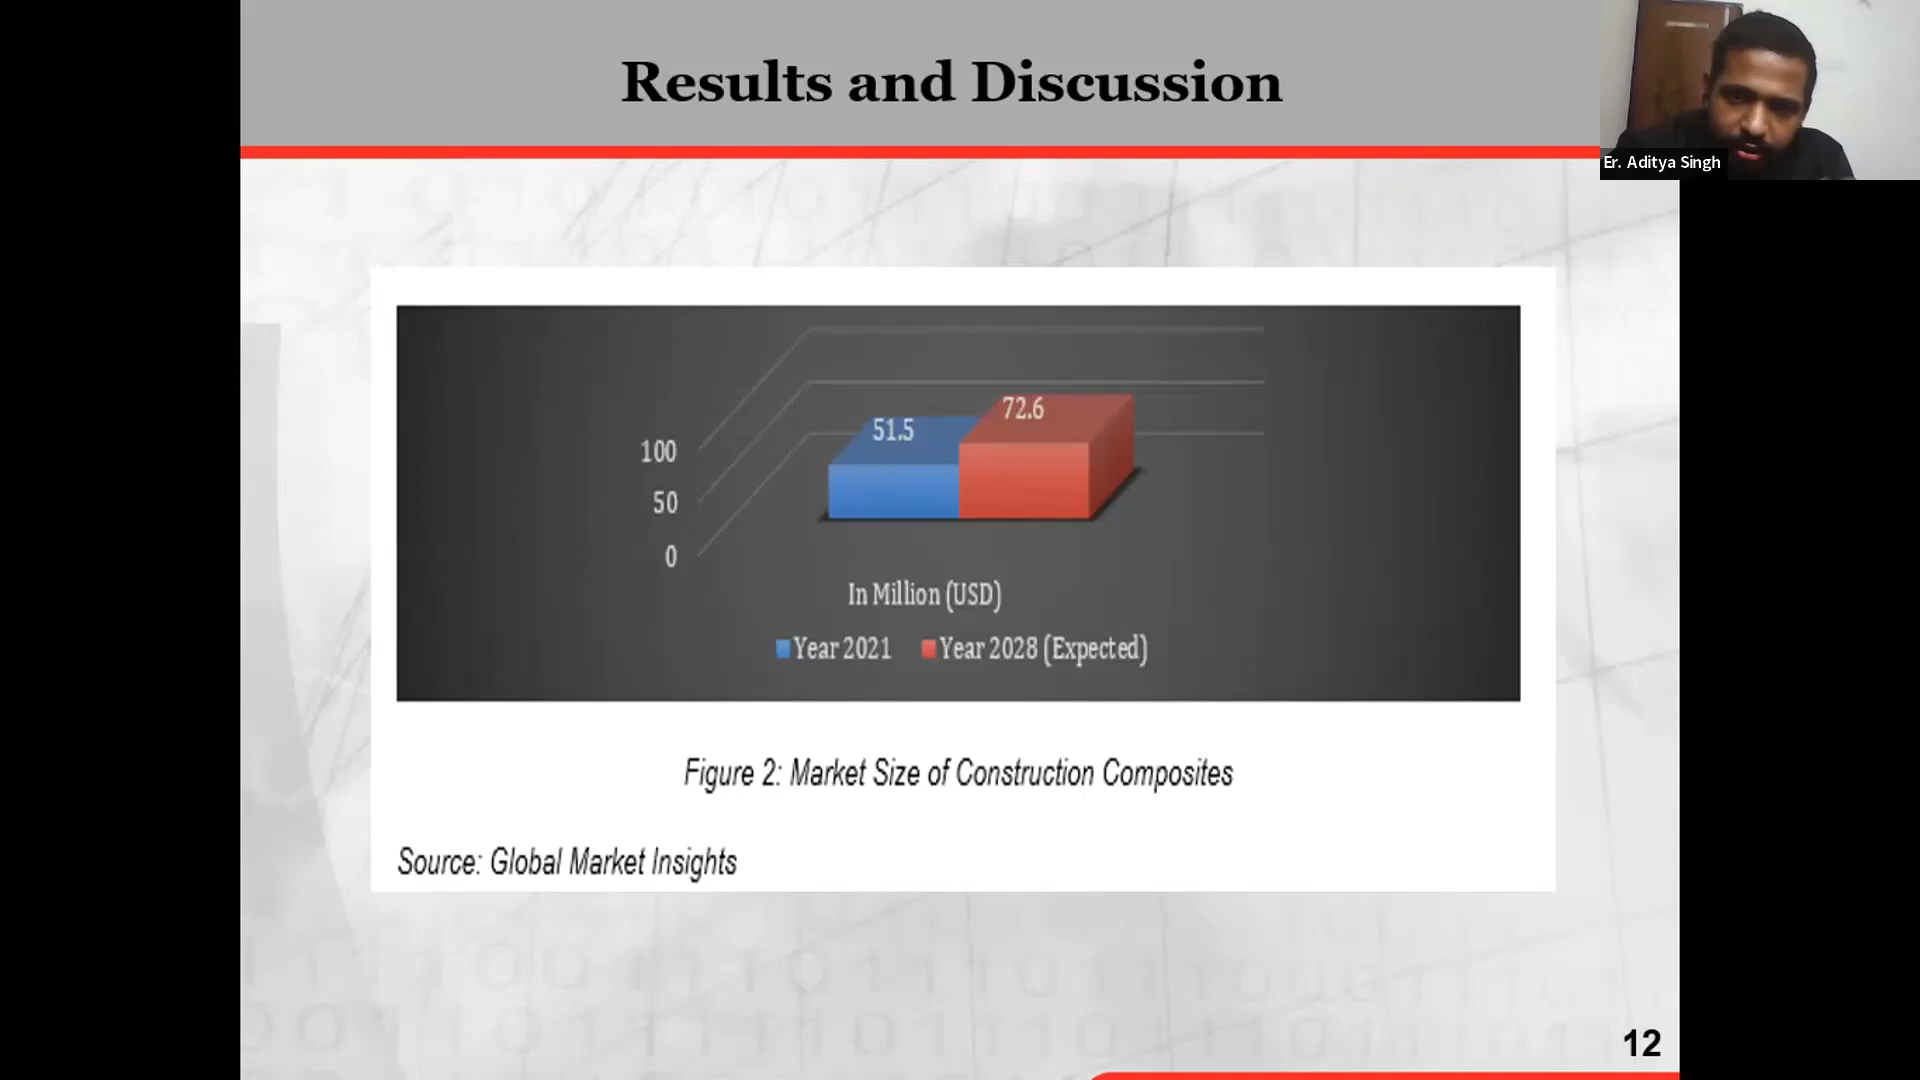 Results and Discussion
Er. Aditya Singh
51.5
72.6
100
50
0
In Million (USD)
Year 2021
Year 2028 (Expected)
Figure 2: Market Size of Construction Composites
Source: Global Market Insights
12